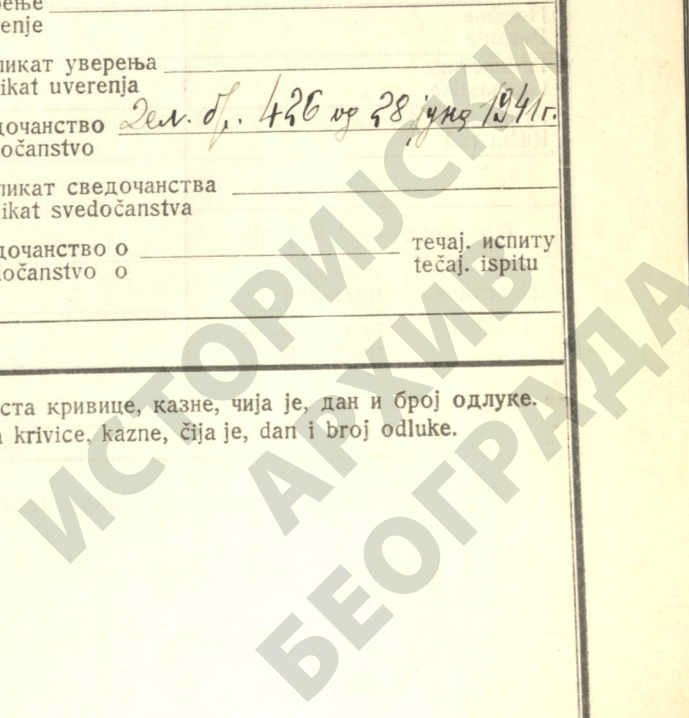 рење
enje
ликат уверења
ikat uverenja
дочанство Дел. бр. 426 од 28 јуна 1941 г.
očanstvo
ликат сведочанства
ikat svedočanstva
дочанство о течај. испиту
dočanstvo o tečaj. ispitu
ста кривице, казне, чија је, дан и број одлуке.
a krivice, kazne, čija je, dan i broj odluke.
ИСТОРИЈСКИ
АРХИВ
БЕОГРАДА